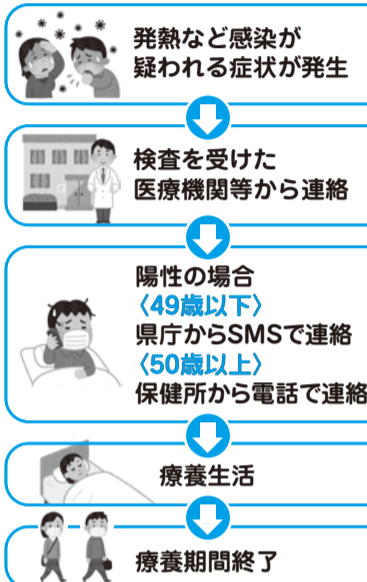 発熱など感染が
疑われる症状が発生
検査を受けた
医療機関等から連絡
陽性の場合
〈49歳以下〉
県庁からSMSで連絡
〈50歳以上〉
保健所から電話で連絡
療養生活
療養期間終了